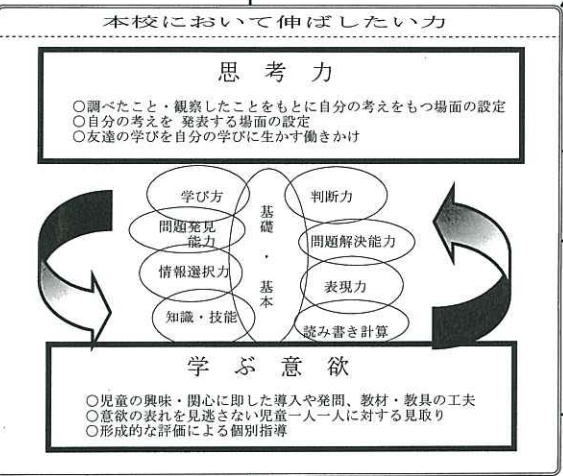 本校において伸ばしたい力
思考力
○調べたこと・観察したことをもとに自分の考えをもつ場面の設定
○自分の考えを 発表する場面の設定
○友達の学びを自分の学びに生かす働きかけ
学び方
問題発見
能力
情報選択力
知識・技能
基礎・基本
判断力
問題解決能力
表現力
読み書き計算
学ぶ意欲
○児童の興味・関心に即した導入や発問、教材・教具の工夫
○意欲の表れを見逃さない児童一人一人に対する見取り
○形成的な評価による個別指導